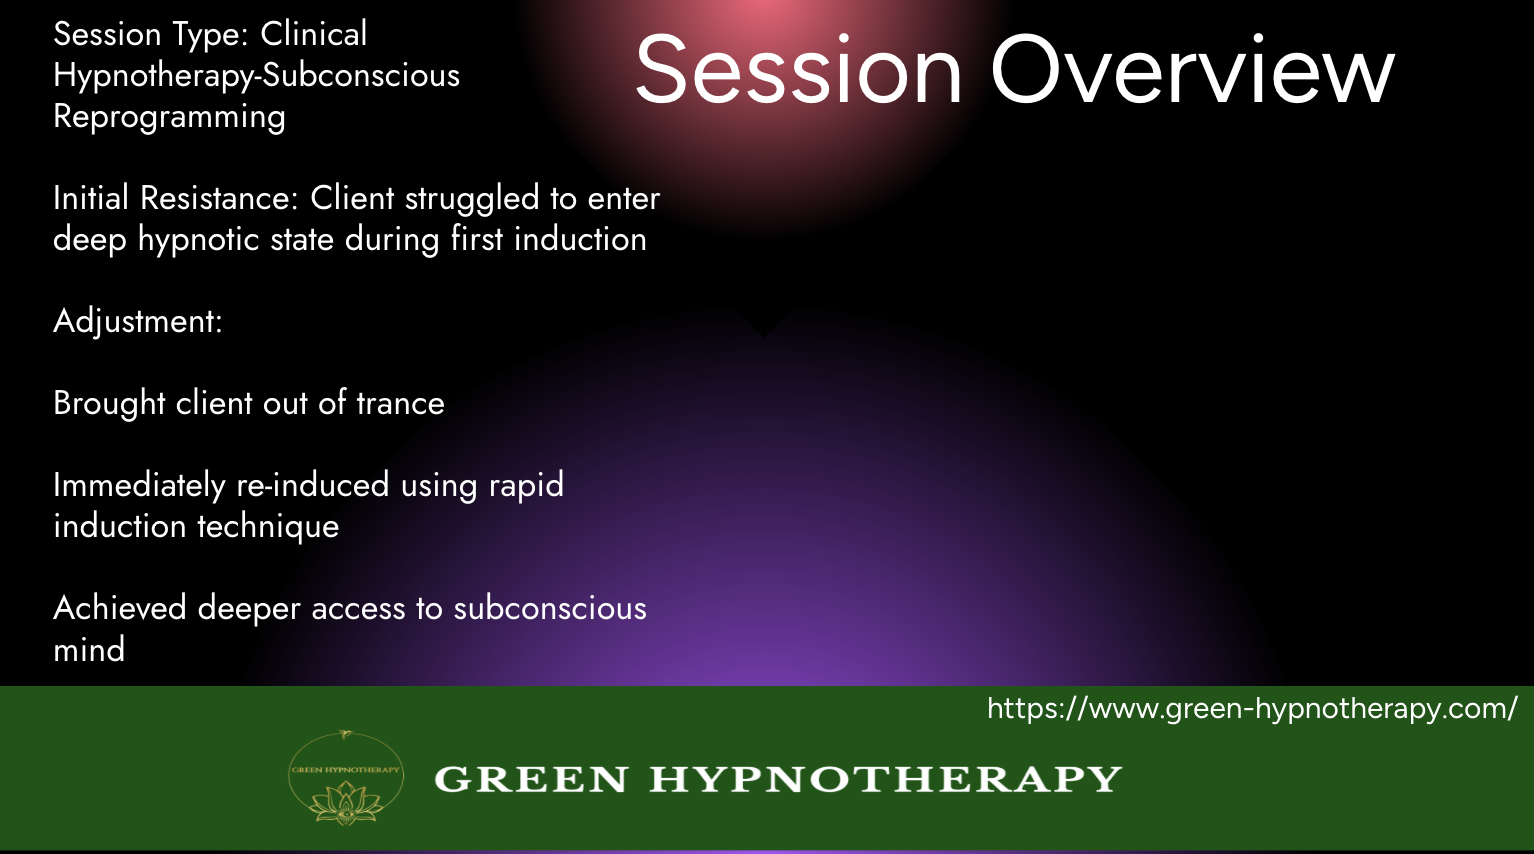 Session Overview
Session Type: Clinical
Hypnotherapy-Subconscious
Reprogramming
Initial Resistance: Client struggled to enter
deep hypnotic state during first induction
Adjustment:
Brought client out of trance
Immediately re-induced using rapid
induction technique
Achieved deeper access to subconscious
mind
https://www.green-hypnotherapy.com/
GREEN HYPNOTHERAPY
GREEN HYPNOTHERAPY